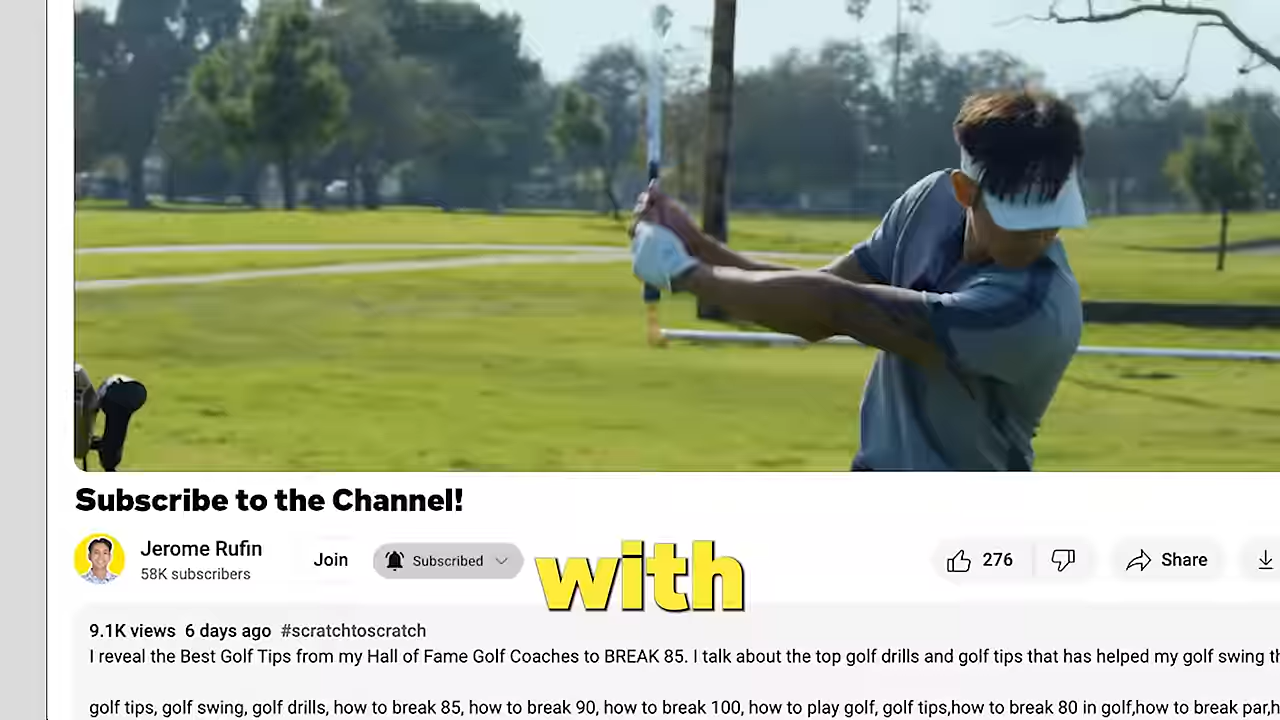 Subscribe to the Channel!
Jerome Rufin
58K subscribers
Join
Subscribed
with
276
Share
9.1K views 6 days ago #scratchtoscratch
I reveal the Best Golf Tips from my Hall of Fame Golf Coaches to BREAK 85. I talk about the top golf drills and golf tips that has helped my golf swing
golf tips, golf swing, golf drills, how to break 85, how to break 90, how to break 100, how to play golf, golf tips,how to break 80 in golf,how to break par,